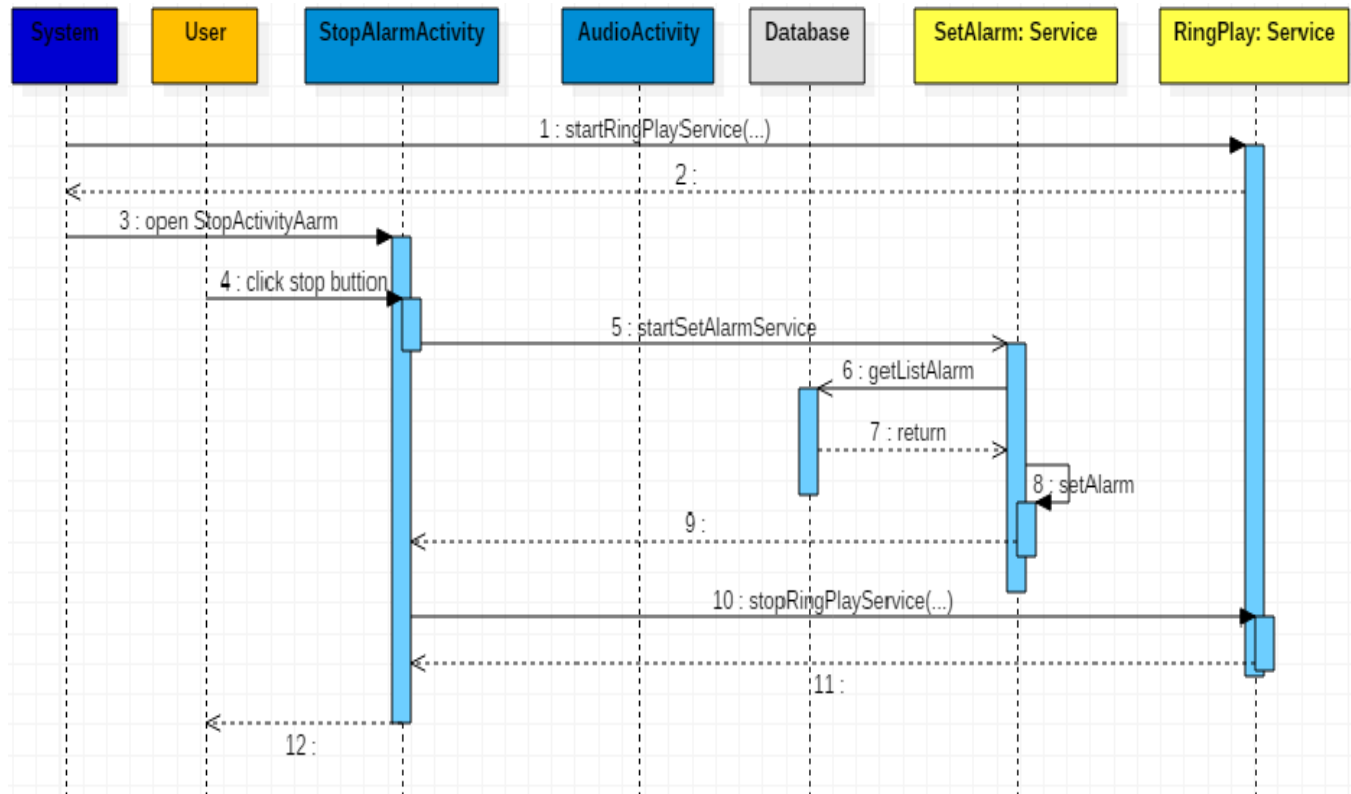 System
User
StopAlarmActivity
AudioActivity
Database
SetAlarm: Service
RingPlay: Service
1 : startRingPlayService(...)
2 :
3 : open StopActivityAarm
4 : click stop buttion
5 : startSetAlarmService
6 : getListAlarm
7 : return
8 : setAlarm
9 :
10 : stopRingPlayService(...)
11 :
12 :